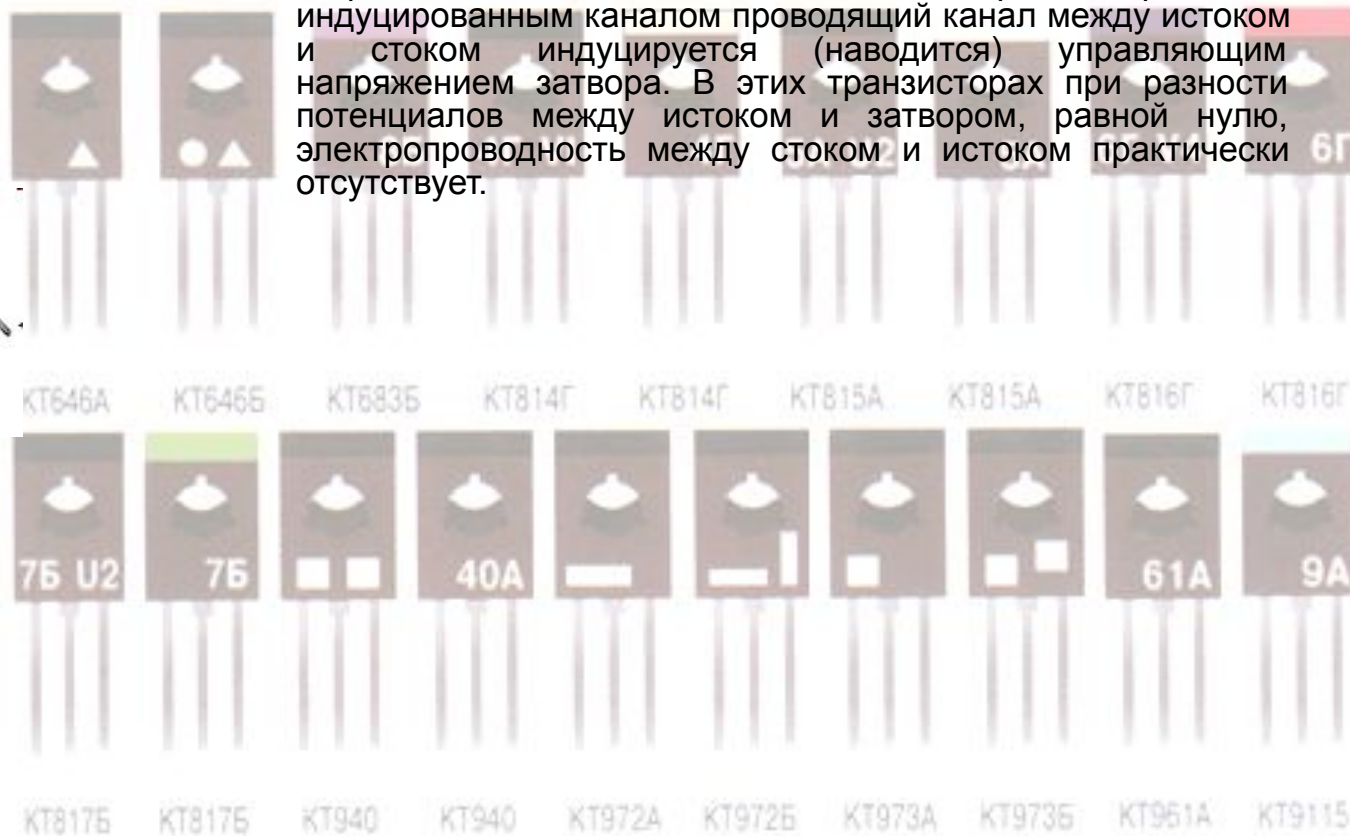 индуцированным каналом проводящий канал между истоком
и стоком индуцируется (наводится) управляющим
напряжением затвора. В этих транзисторах при разности
потенциалов между истоком и затвором, равной нулю,
электропроводность между стоком и истоком практически
отсутствует.
6Г
КТ646А КТ646Б КТ683Б КТ814Г КТ814Г КТ815А КТ815А КТ816Г КТ816Г
7Б U2 7Б 40А 61А 9А
КТ817Б КТ817Б КТ940 КТ940 КТ972А КТ972Б КТ973А КТ973Б КТ961А КТ9115